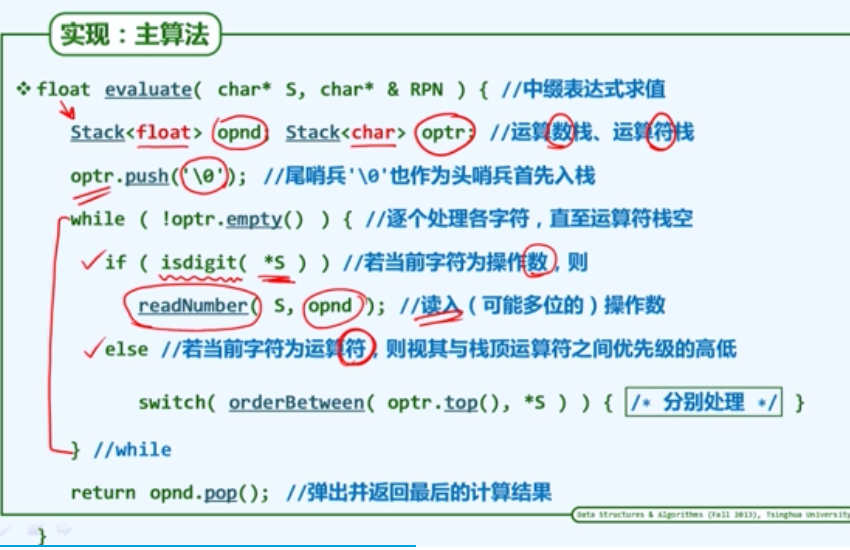 实现：主算法
❖ float evaluate( char* S, char* & RPN ) { //中缀表达式求值
Stack<float> opnd; Stack<char> optr; //运算数栈、运算符栈
optr.push('\0'); //尾哨兵'\0'也作为头哨兵首先入栈
while ( !optr.empty() ) { //逐个处理各字符，直至运算符栈空
if ( isdigit( *S ) ) //若当前字符为操作数，则
readNumber( S, opnd ); //读入（可能多位的）操作数
else //若当前字符为运算符，则视其与栈顶运算符之间优先级的高低
switch( orderBetween( optr.top(), *S ) ) { /* 分别处理 */ }
} //while
return opnd.pop(); //弹出并返回最后的计算结果
Data Structures & Algorithms (Fall 2013), Tsinghua University
}